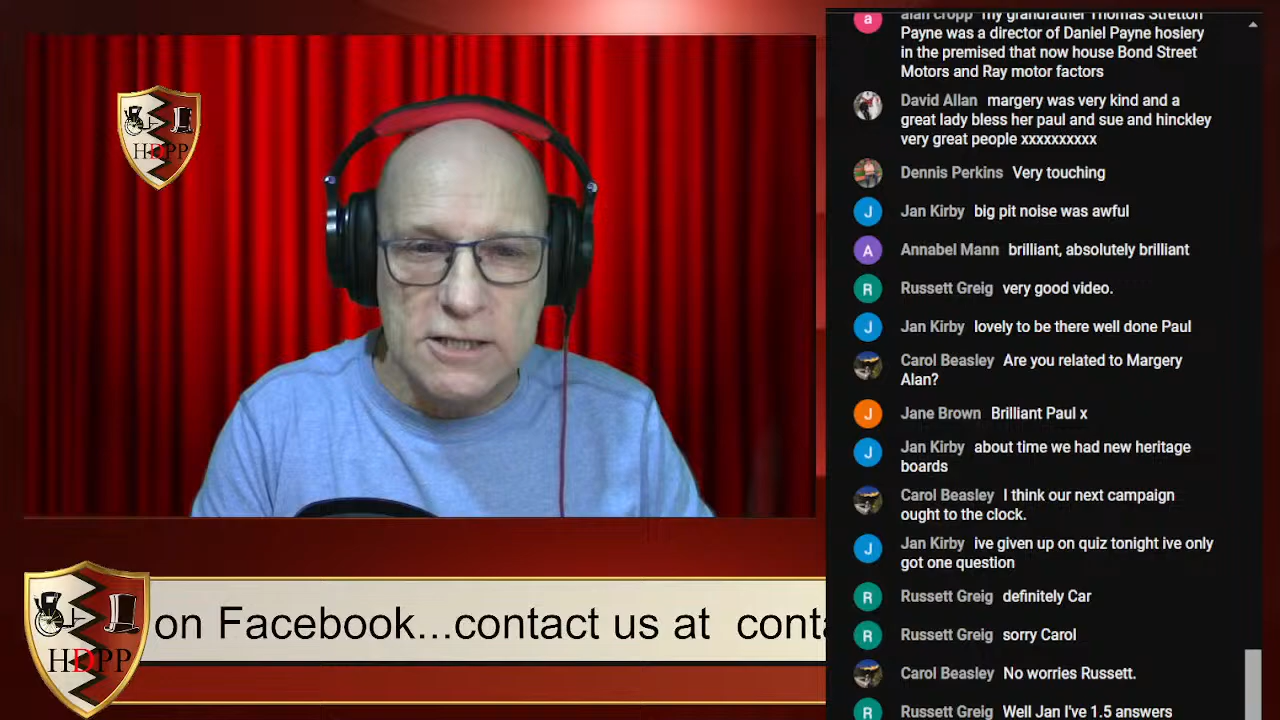 HDPP
alan cropp my grandfather Thomas Stretton
Payne was a director of Daniel Payne hosiery
in the premised that now house Bond Street
Motors and Ray motor factors
David Allan margery was very kind and a
great lady bless her paul and sue and hinckley
very great people xxxxxxxxxx
Dennis Perkins Very touching
Jan Kirby big pit noise was awful
Annabel Mann brilliant, absolutely brilliant
Russett Greig very good video.
Jan Kirby lovely to be there well done Paul
Carol Beasley Are you related to Margery
Alan?
Jane Brown Brilliant Paul x
Jan Kirby about time we had new heritage
boards
Carol Beasley I think our next campaign
ought to the clock.
Jan Kirby ive given up on quiz tonight ive only
got one question
Russett Greig definitely Car
Russett Greig sorry Carol
Carol Beasley No worries Russett.
Russett Greig Well Jan I've 1.5 answers
HDPP
on Facebook...contact us at conta